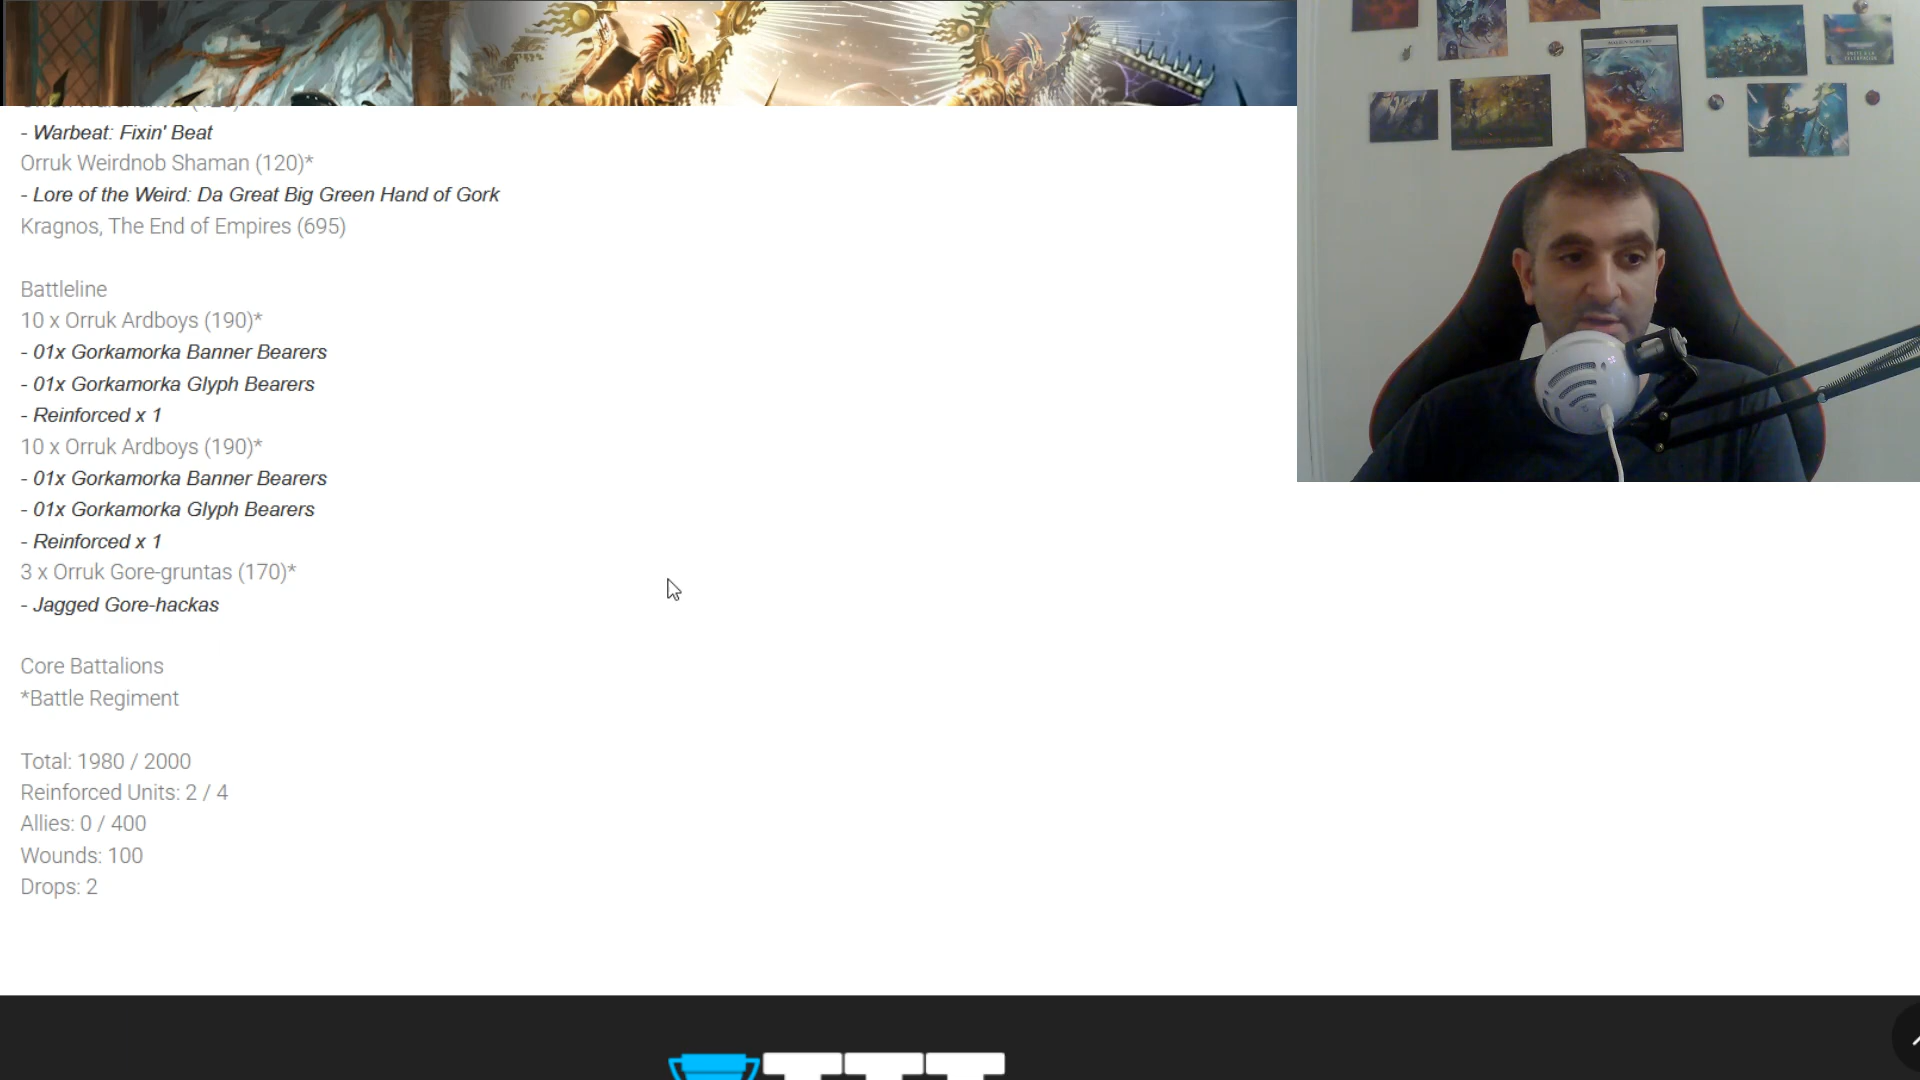 - Warbeat: Fixin' Beat
Orruk Weirdnob Shaman (120)*
- Lore of the Weird: Da Great Big Green Hand of Gork
Kragnos, The End of Empires (695)
Battleline
10 x Orruk Ardboys (190)*
- 01x Gorkamorka Banner Bearers
- 01x Gorkamorka Glyph Bearers
- Reinforced x 1
10 x Orruk Ardboys (190)*
- 01x Gorkamorka Banner Bearers
- 01x Gorkamorka Glyph Bearers
- Reinforced x 1
3 x Orruk Gore-gruntas (170)*
- Jagged Gore-hackas
Core Battalions
*Battle Regiment
Total: 1980 / 2000
Reinforced Units: 2 / 4
Allies: 0 / 400
Wounds: 100
Drops: 2